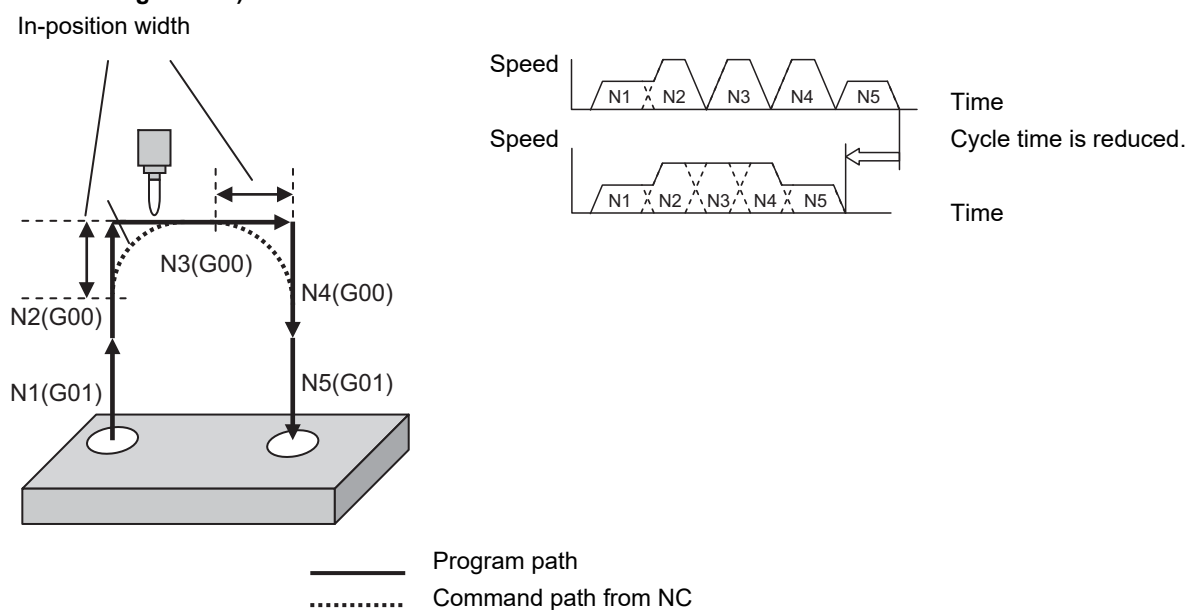 In-position width
Speed
N1
N2
N3
N4
N5
Time
Speed
Cycle time is reduced.
N1
N2
N3
N4
N5
Time
N3(G00)
N4(G00)
N2(G00)
N5(G01)
N1(G01)
Program path
Command path from NC